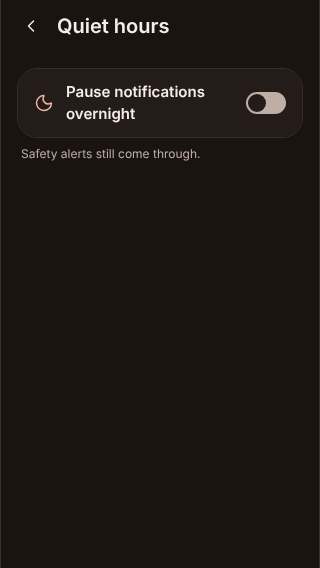 Quiet hours
Pause notifications
overnight
Safety alerts still come through.